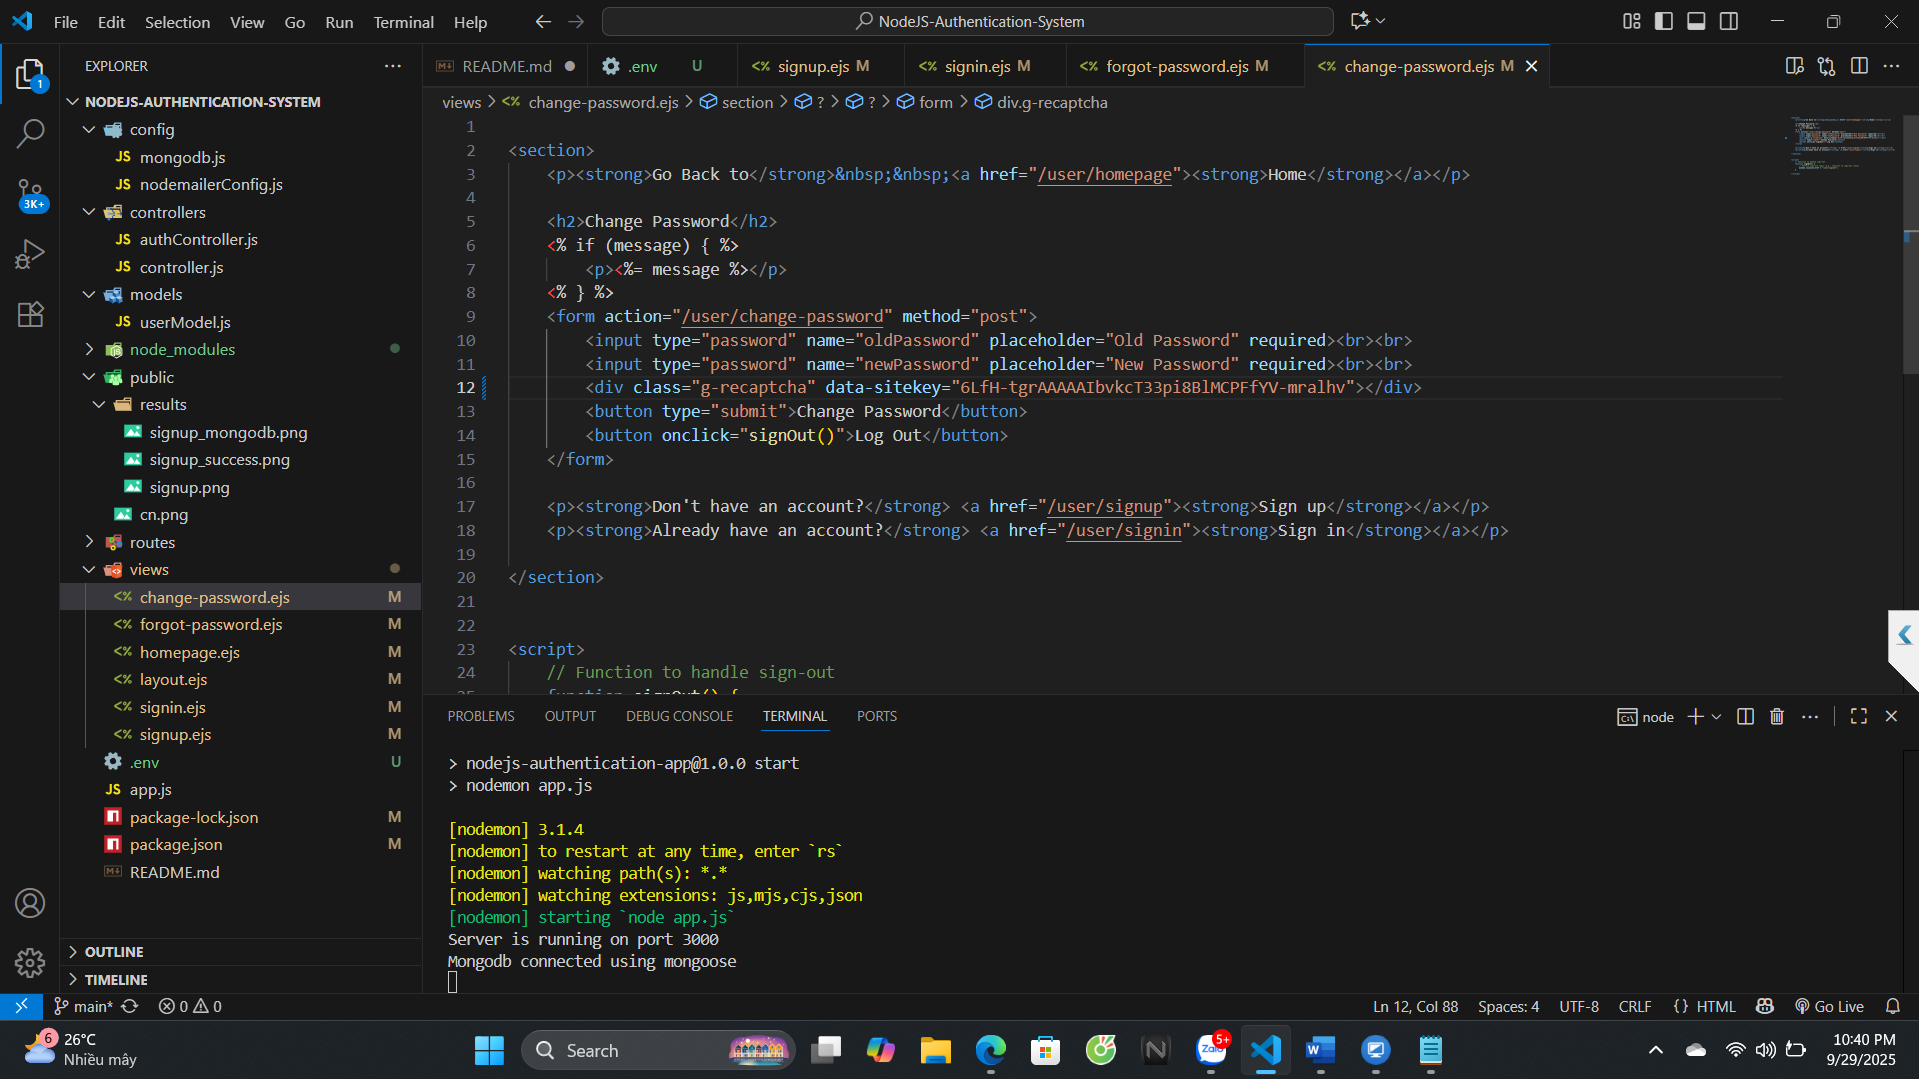 File Edit Selection View Go Run Terminal Help
NodeJS-Authentication-System
EXPLORER
README.md
.env U
signup.ejs M
signin.ejs M
forgot-password.ejs M
change-password.ejs M
views > change-password.ejs > section > ? > ? > form > div.g-recaptcha
1
NODEJS-AUTHENTICATION-SYSTEM
config
JS mongodb.js
JS nodemailerConfig.js
controllers
JS authController.js
JS controller.js
models
JS userModel.js
node_modules
public
results
signup_mongodb.png
signup_success.png
signup.png
cn.png
routes
views
change-password.ejs M
forgot-password.ejs M
homepage.ejs M
layout.ejs M
signin.ejs M
signup.ejs M
.env U
JS app.js
package-lock.json M
package.json M
README.md
OUTLINE
TIMELINE
3K+
1
2 <section>
3 <p><strong>Go Back to</strong>&nbsp;&nbsp;<a href="/user/homepage"><strong>Home</strong></a></p>
4
5 <h2>Change Password</h2>
6 <% if (message) { %>
7 <p><%= message %></p>
8 <% } %>
9 <form action="/user/change-password" method="post">
10 <input type="password" name="oldPassword" placeholder="Old Password" required><br><br>
11 <input type="password" name="newPassword" placeholder="New Password" required><br><br>
12 <div class="g-recaptcha" data-sitekey="6LfH-tgrAAAAAIbvkcT33pi8BlMCPFfYV-mralhv"></div>
13 <button type="submit">Change Password</button>
14 <button onclick="signOut()">Log Out</button>
15 </form>
16
17 <p><strong>Don't have an account?</strong> <a href="/user/signup"><strong>Sign up</strong></a></p>
18 <p><strong>Already have an account?</strong> <a href="/user/signin"><strong>Sign in</strong></a></p>
19
20 </section>
21
22
23 <script>
24 // Function to handle sign-out
25 function signOut() {
PROBLEMS OUTPUT DEBUG CONSOLE TERMINAL PORTS
node
> nodejs-authentication-app@1.0.0 start
> nodemon app.js
[nodemon] 3.1.4
[nodemon] to restart at any time, enter `rs`
[nodemon] watching path(s): *.*
[nodemon] watching extensions: js,mjs,cjs,json
[nodemon] starting `node app.js`
Server is running on port 3000
Mongodb connected using mongoose
main* 0 0
Ln 12, Col 88 Spaces: 4 UTF-8 CRLF {} HTML Go Live
6
26°C
Nhiều mây
Search
Zalo
5+
10:40 PM
9/29/2025